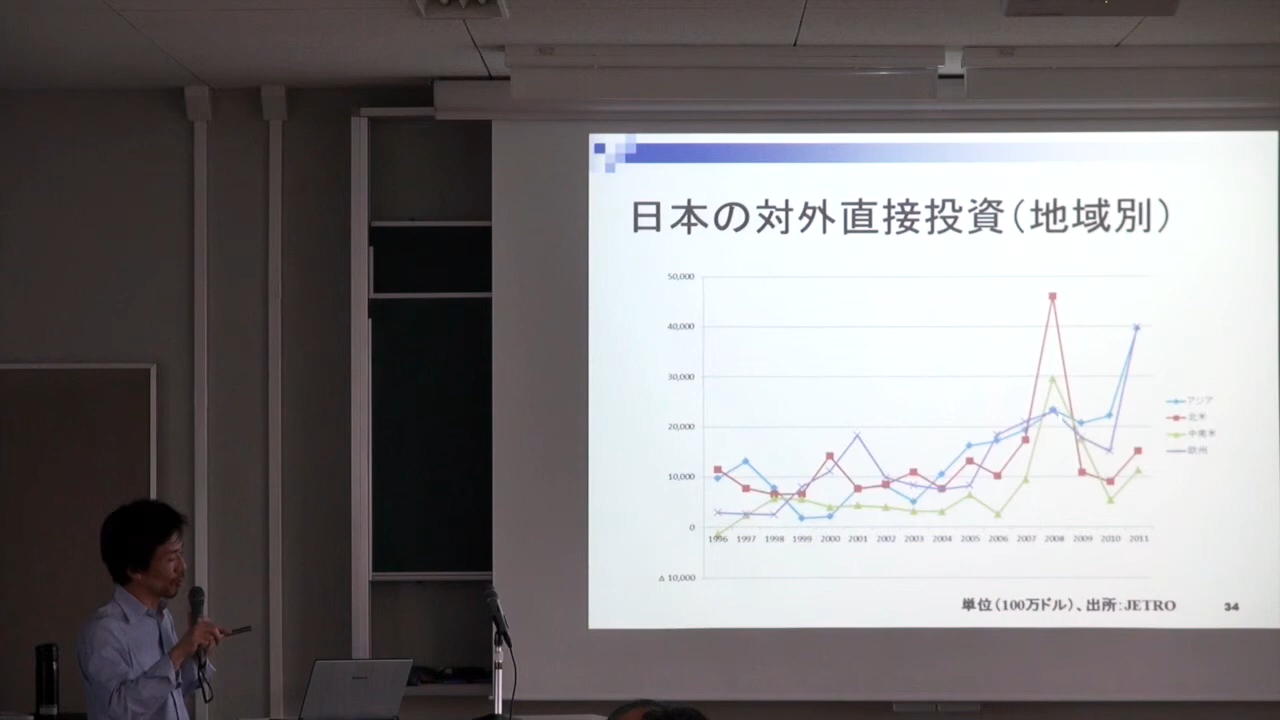 日本の対外直接投資（地域別）
50,000
40,000
30,000
20,000
10,000
0
△ 10,000
1996 1997 1998 1999 2000 2001 2002 2003 2004 2005 2006 2007 2008 2009 2010 2011
アジア
北米
中南米
欧州
単位（100万ドル）、出所：JETRO
34